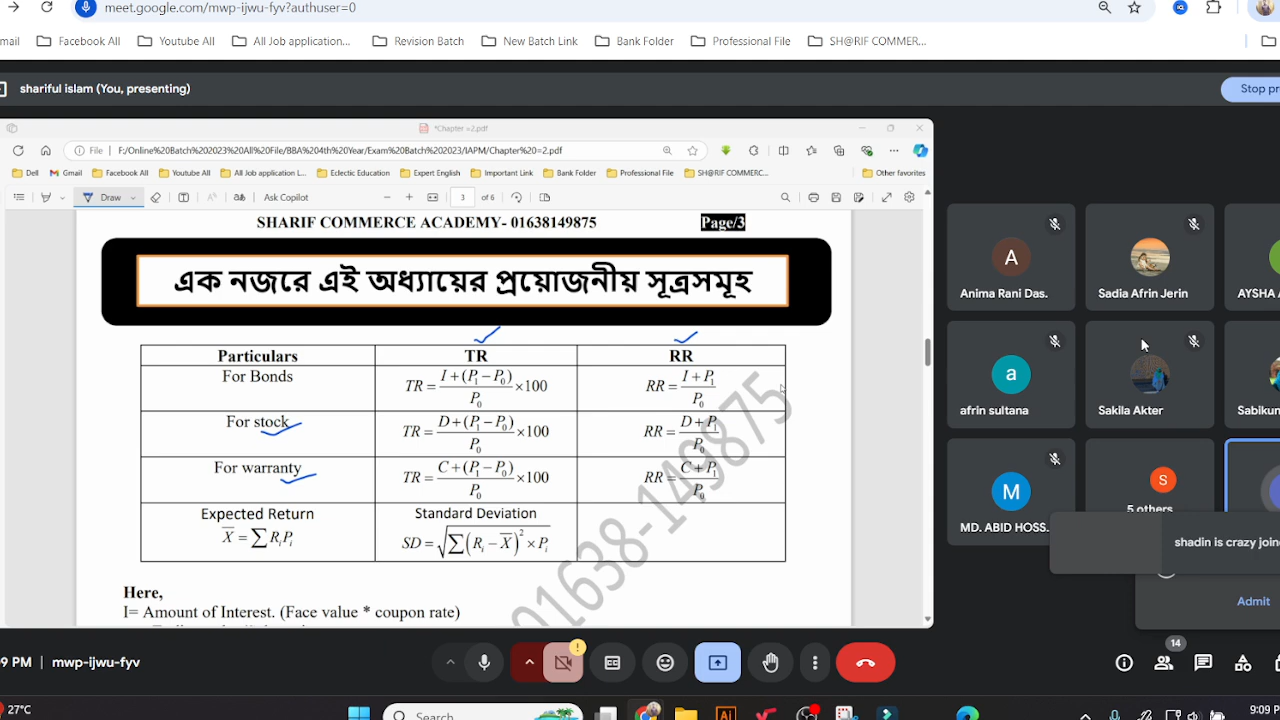 meet.google.com/mwp-ijwu-fyv?authuser=0
mail Facebook All Youtube All All Job application... Revision Batch New Batch Link Bank Folder Professional File SH@RIF COMMER...
shariful islam (You, presenting)
Stop pr
*Chapter =2.pdf
File F:/Online%20Batch%202023%20All%20File/BBA%204th%20Year/Exam%20Batch%202023/IAPM/Chapter%20=2.pdf
Dell Gmail Facebook All Youtube All All Job application L... Eclectic Education Expert English Important Link Bank Folder Professional File SH@RIF COMMERC... Other favorites
Draw Ask Copilot 3 of 6
SHARIF COMMERCE ACADEMY- 01638149875 Page/3
এক নজরে এই অধ্যায়ের প্রয়োজনীয় সূত্রসমূহ
Particulars TR RR
For Bonds TR = I+(P₁−P₀)/P₀ ×100 RR = I+P₁/P₀
For stock TR = D+(P₁−P₀)/P₀ ×100 RR = D+P₁/P₀
For warranty TR = C+(P₁−P₀)/P₀ ×100 RR = C+P₁/P₀
Expected Return Standard Deviation
X̄ = ∑RᵢPᵢ SD = √∑(Rᵢ−X̄)²×Pᵢ
01638-149875
Here,
I= Amount of Interest. (Face value * coupon rate)
A
Anima Rani Das.
Sadia Afrin Jerin
AYSHA
a
afrin sultana
Sakila Akter
Sabikun
M
MD. ABID HOSS...
S
5 others
shadin is crazy joine
Admit
9 PM | mwp-ijwu-fyv
14
27°C
Search
9:09 PM